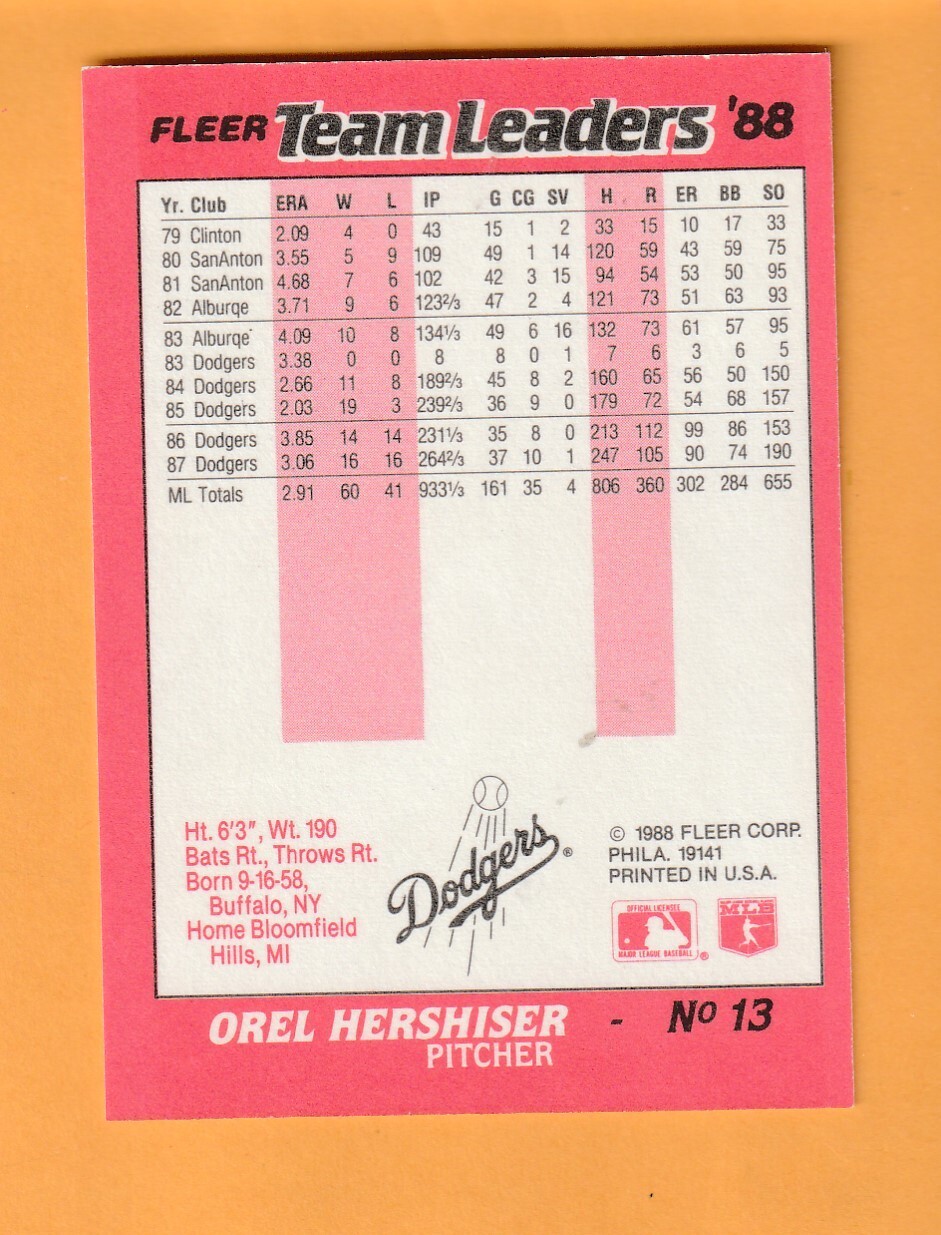 FLEER Team Leaders '88
Yr. Club ERA W L IP G CG SV H R ER BB SO
79 Clinton 2.09 4 0 43 15 1 2 33 15 10 17 33
80 SanAnton 3.55 5 9 109 49 1 14 120 59 43 59 75
81 SanAnton 4.68 7 6 102 42 3 15 94 54 53 50 95
82 Alburqe 3.71 9 6 123⅔ 47 2 4 121 73 51 63 93
83 Alburqe 4.09 10 8 134⅓ 49 6 16 132 73 61 57 95
83 Dodgers 3.38 0 0 8 8 0 1 7 6 3 6 5
84 Dodgers 2.66 11 8 189⅔ 45 8 2 160 65 56 50 150
85 Dodgers 2.03 19 3 239⅔ 36 9 0 179 72 54 68 157
86 Dodgers 3.85 14 14 231⅓ 35 8 0 213 112 99 86 153
87 Dodgers 3.06 16 16 264⅔ 37 10 1 247 105 90 74 190
ML Totals 2.91 60 41 933⅓ 161 35 4 806 360 302 284 655
Ht. 6'3", Wt. 190
Bats Rt., Throws Rt.
Born 9-16-58,
Buffalo, NY
Home Bloomfield
Hills, MI
Dodgers ®
© 1988 FLEER CORP.
PHILA. 19141
PRINTED IN U.S.A.
OFFICIAL LICENSEE
MAJOR LEAGUE BASEBALL ®
MLB
OREL HERSHISER - No 13
PITCHER